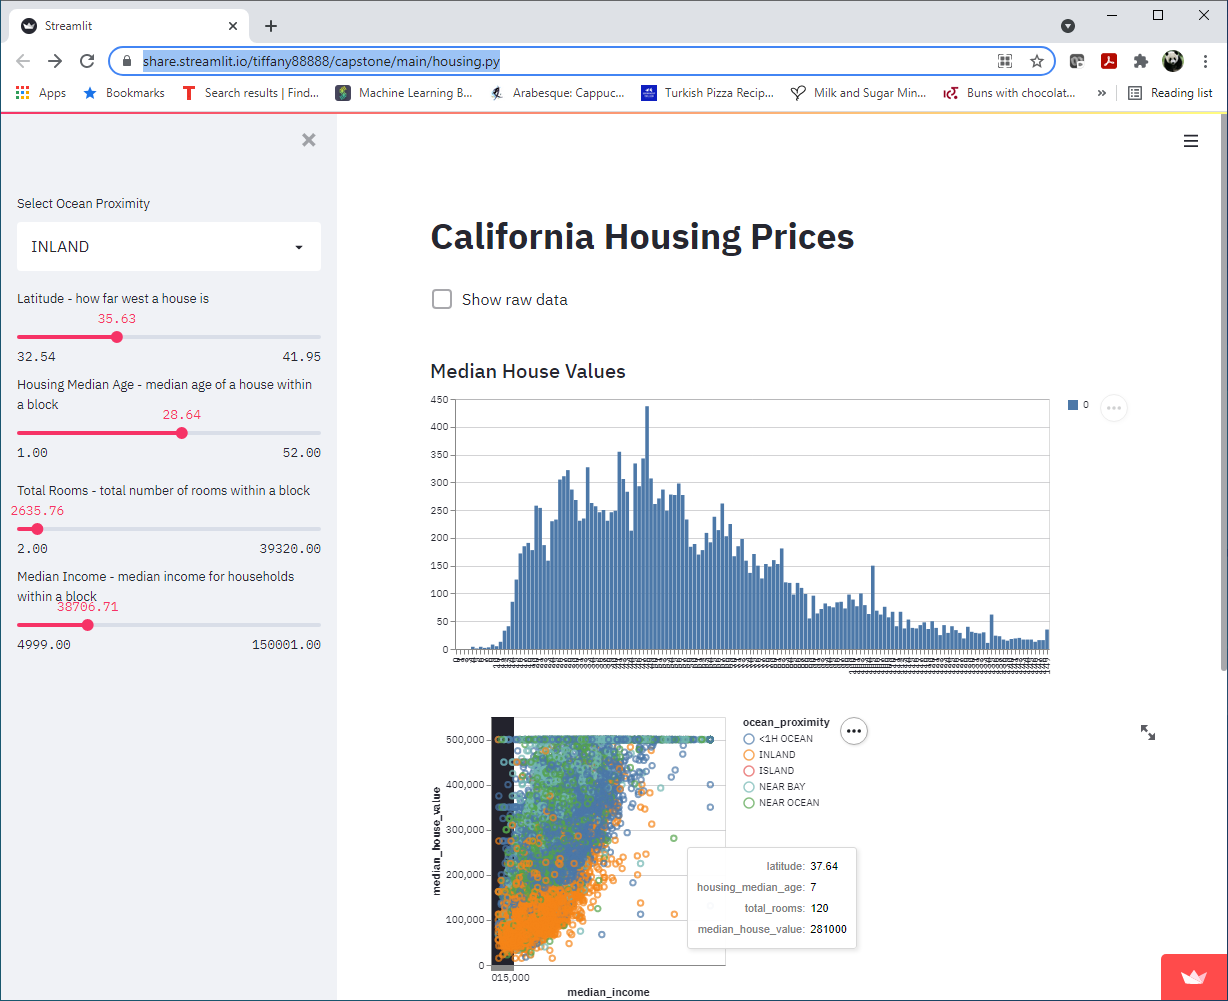 Streamlit
share.streamlit.io/tiffany88888/capstone/main/housing.py
Apps
Bookmarks
Search results | Find...
Machine Learning B...
Arabesque: Cappuc...
Turkish Pizza Recip...
Milk and Sugar Min...
Buns with chocolat...
»
Reading list
Select Ocean Proximity
INLAND
Latitude - how far west a house is
35.63
32.54 41.95
Housing Median Age - median age of a house within
a block
28.64
1.00 52.00
Total Rooms - total number of rooms within a block
2635.76
2.00 39320.00
Median Income - median income for households
within a block
38706.71
4999.00 150001.00
California Housing Prices
Show raw data
Median House Values
450
400
350
300
250
200
150
100
50
0
0
ocean_proximity
<1H OCEAN
INLAND
ISLAND
NEAR BAY
NEAR OCEAN
median_house_value
500,000
400,000
300,000
200,000
100,000
0
015,000
median_income
latitude: 37.64
housing_median_age: 7
total_rooms: 120
median_house_value: 281000